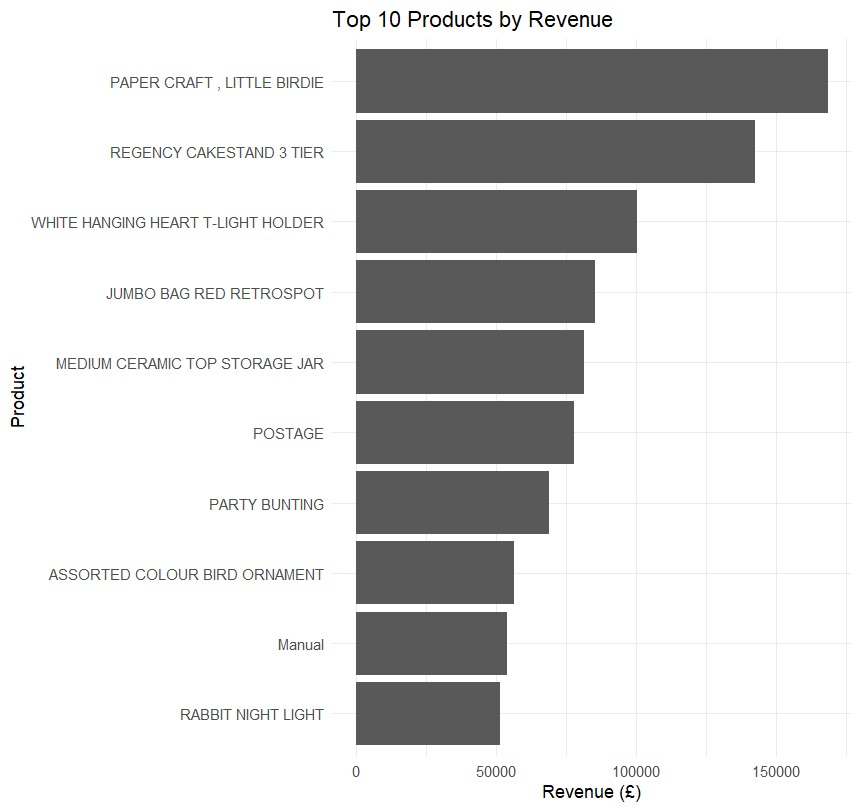 Top 10 Products by Revenue
PAPER CRAFT , LITTLE BIRDIE
REGENCY CAKESTAND 3 TIER
WHITE HANGING HEART T-LIGHT HOLDER
JUMBO BAG RED RETROSPOT
MEDIUM CERAMIC TOP STORAGE JAR
POSTAGE
PARTY BUNTING
ASSORTED COLOUR BIRD ORNAMENT
Manual
RABBIT NIGHT LIGHT
Product
0 50000 100000 150000
Revenue (£)